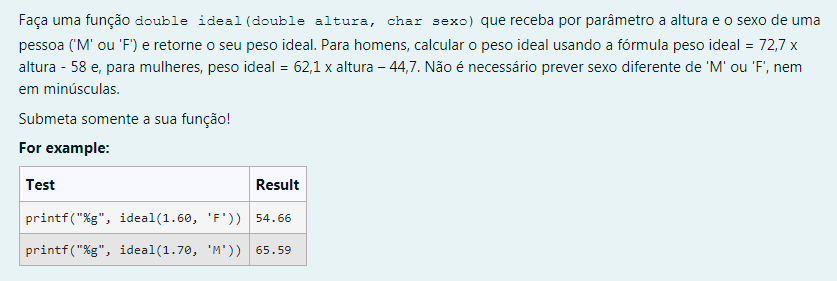 Faça uma função double ideal(double altura, char sexo) que receba por parâmetro a altura e o sexo de uma
pessoa ('M' ou 'F') e retorne o seu peso ideal. Para homens, calcular o peso ideal usando a fórmula peso ideal = 72,7 x
altura - 58 e, para mulheres, peso ideal = 62,1 x altura – 44,7. Não é necessário prever sexo diferente de 'M' ou 'F', nem
em minúsculas.
Submeta somente a sua função!
For example:
Test Result
printf("%g", ideal(1.60, 'F')) 54.66
printf("%g", ideal(1.70, 'M')) 65.59